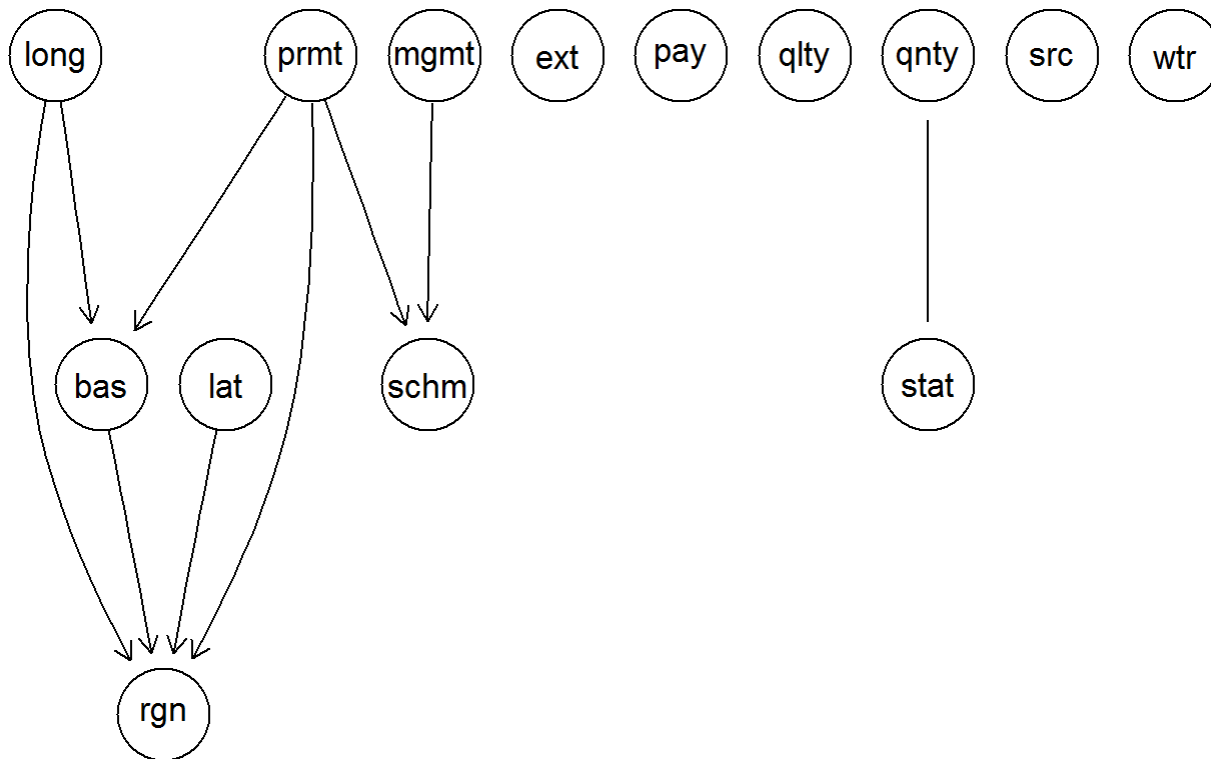 long prmt mgmt ext pay qlty qnty src wtr
bas lat schm stat
rgn